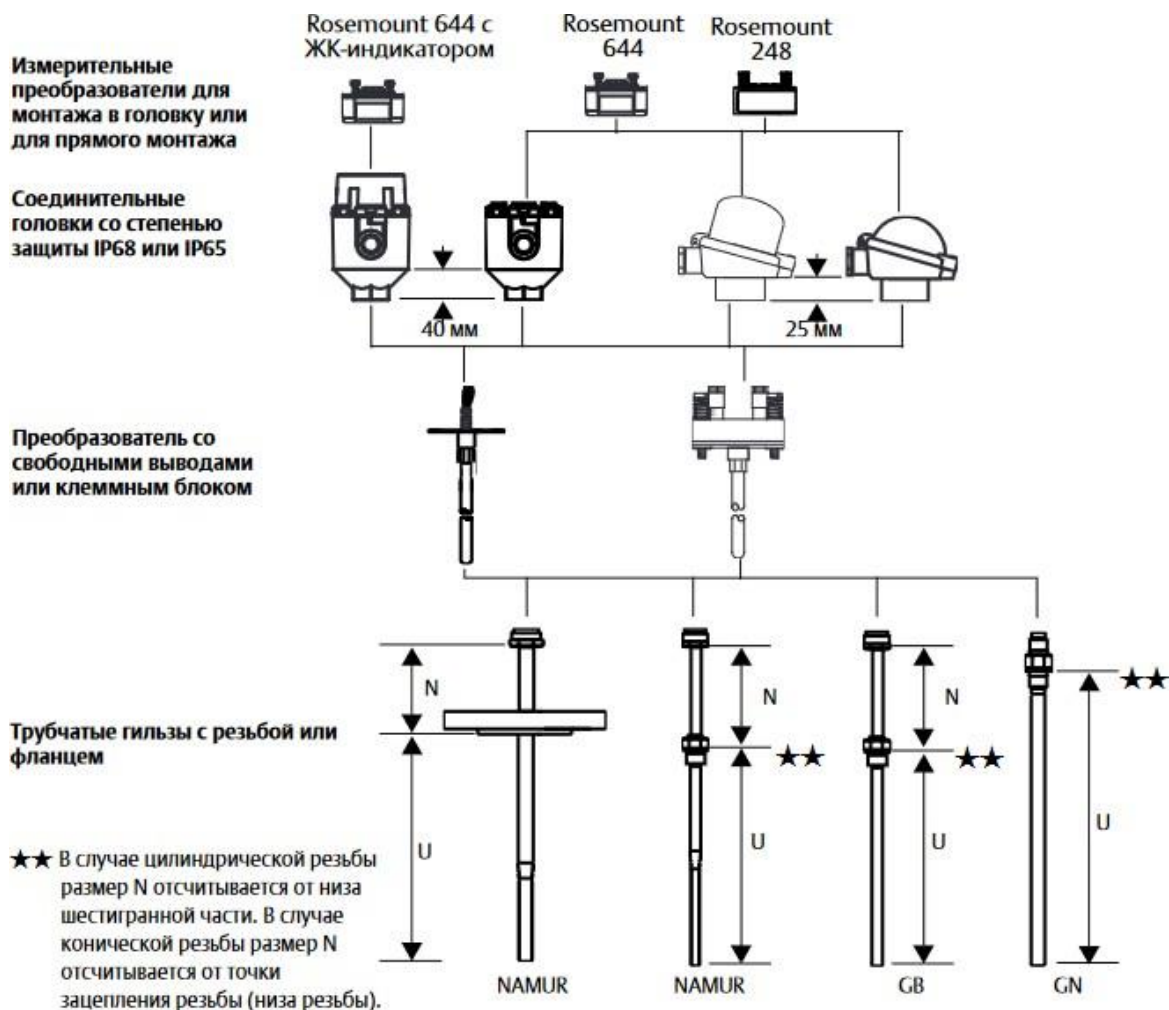 Rosemount 644 с
ЖК-индикатором
Rosemount
644
Rosemount
248
Измерительные
преобразователи для
монтажа в головку или
для прямого монтажа
Соединительные
головки со степенью
защиты IP68 или IP65
40 мм
25 мм
Преобразователь со
свободными выводами
или клеммным блоком
N
N
N
★★
Трубчатые гильзы с резьбой или
фланцем
★★
★★
U
U
U
U
★★ В случае цилиндрической резьбы
размер N отсчитывается от низа
шестигранной части. В случае
конической резьбы размер N
отсчитывается от точки
зацепления резьбы (низа резьбы).
NAMUR
NAMUR
GB
GN